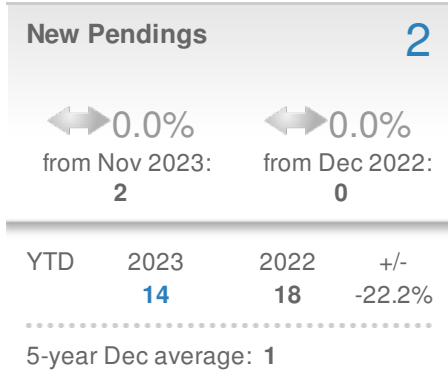 New Pendings 2
0.0% 0.0%
from Nov 2023: from Dec 2022:
2 0
YTD 2023 2022 +/-
14 18 -22.2%
5-year Dec average: 1